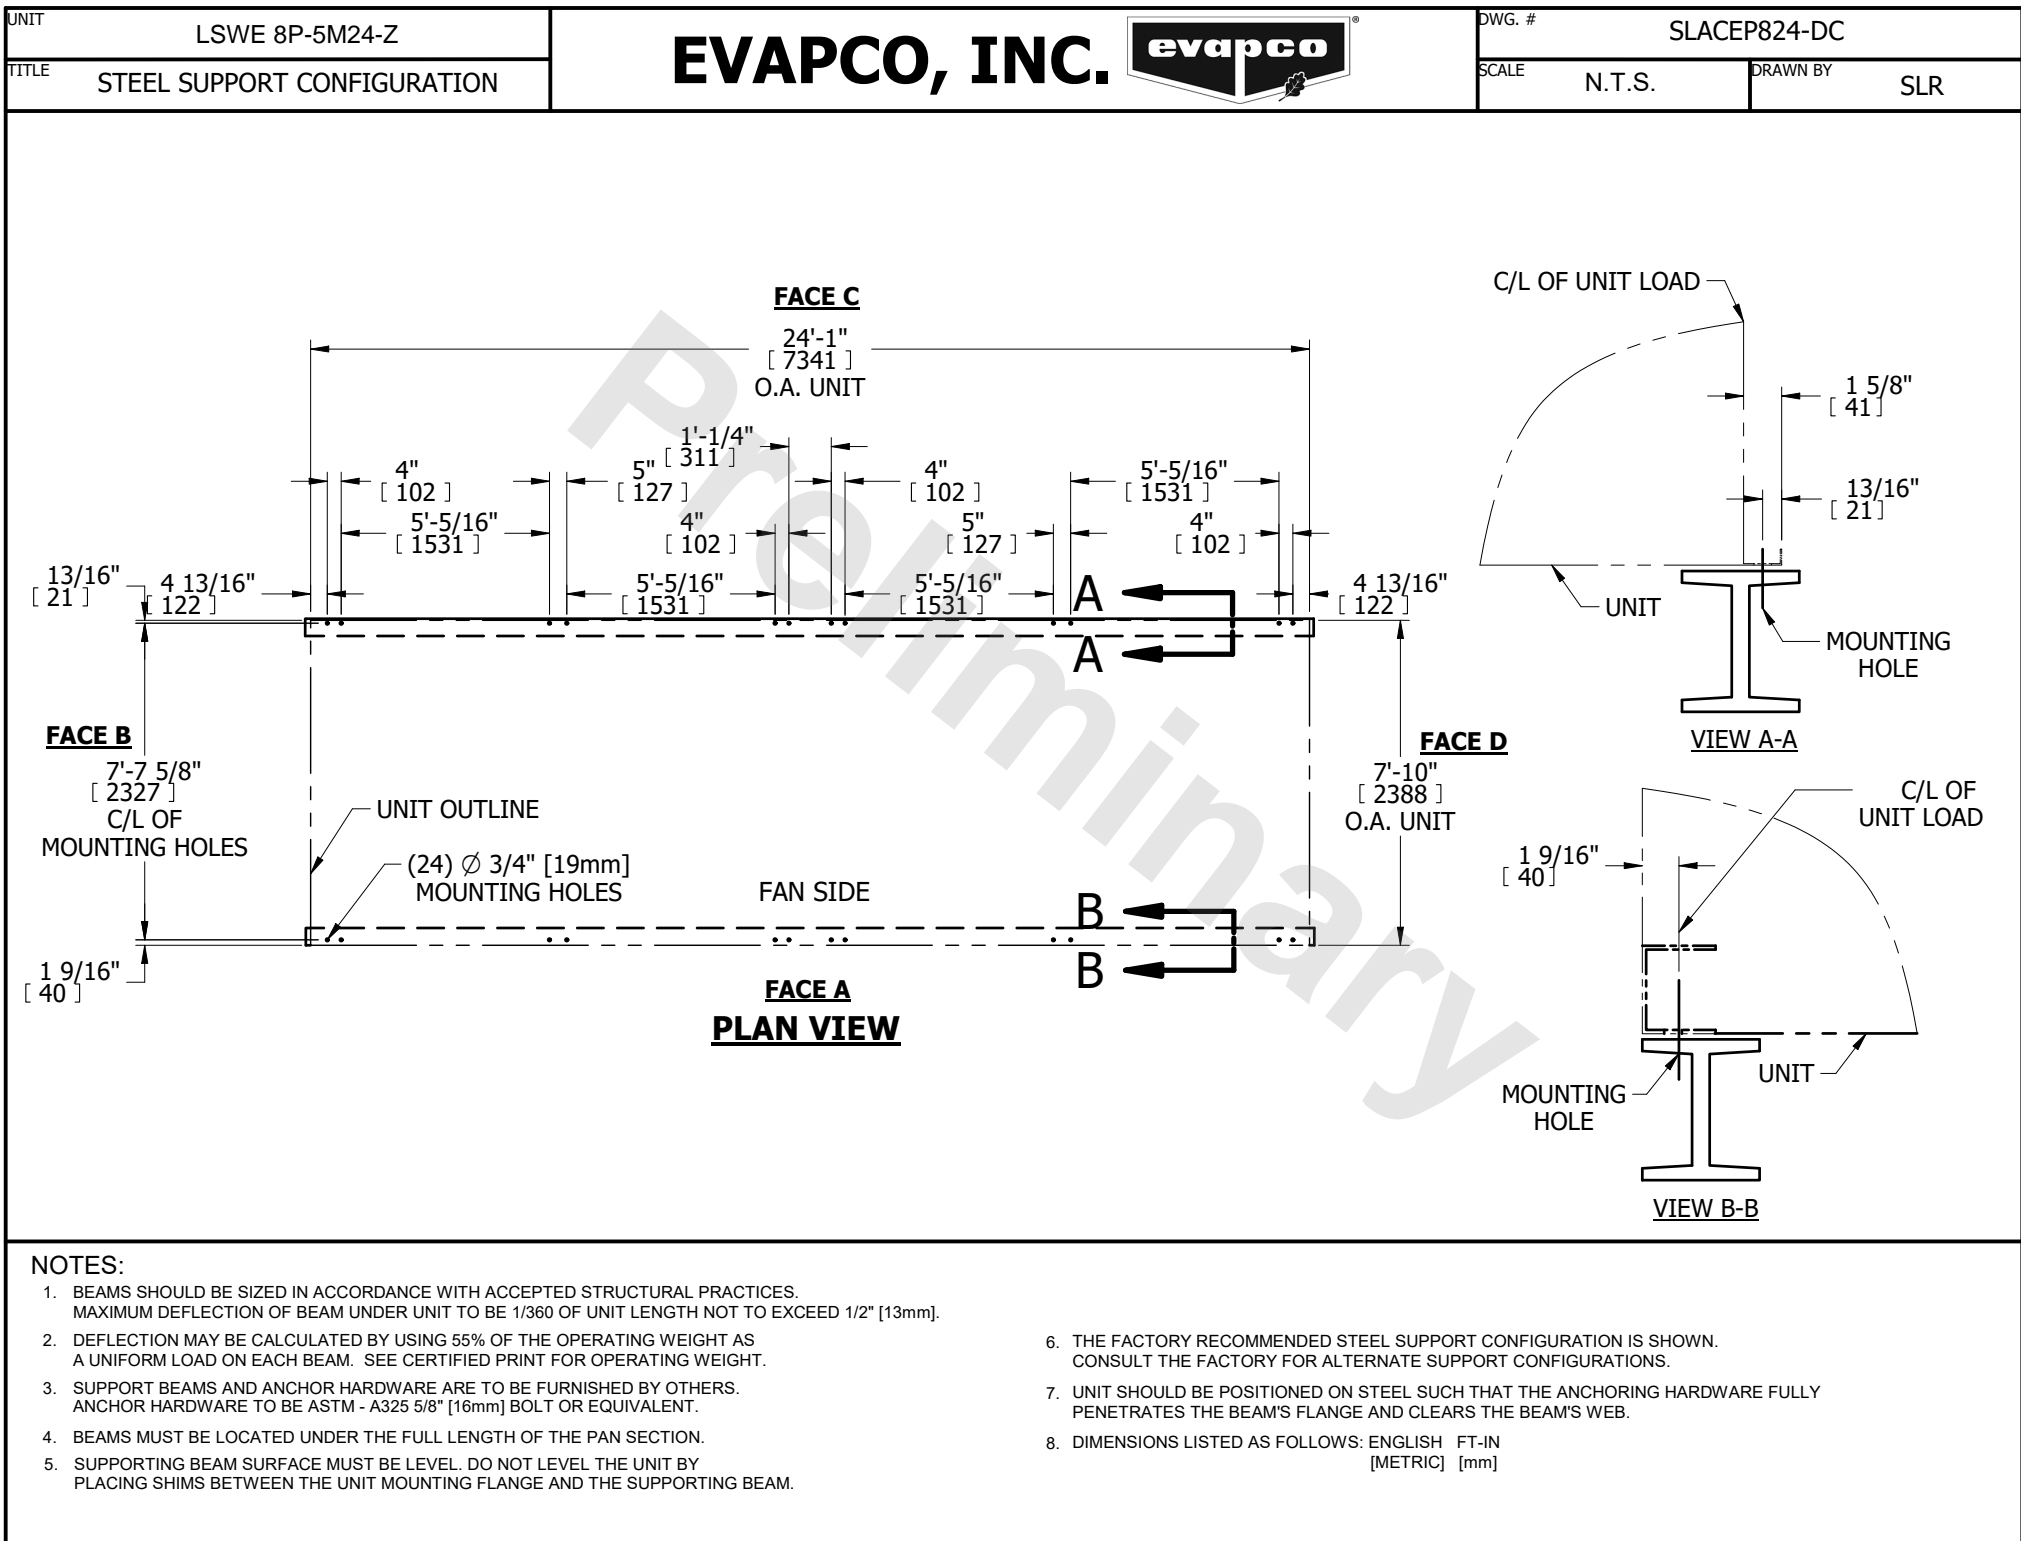 UNIT
LSWE 8P-5M24-Z
TITLE
STEEL SUPPORT CONFIGURATION
EVAPCO, INC.
evapco
®
DWG. #
SLACEP824-DC
SCALE
N.T.S.
DRAWN BY
SLR
Preliminary
FACE C
24'-1"
[ 7341 ]
O.A. UNIT
1'-1/4"
[ 311 ]
4"
[ 102 ]
5"
[ 127 ]
4"
[ 102 ]
5'-5/16"
[ 1531 ]
5'-5/16"
[ 1531 ]
4"
[ 102 ]
5"
[ 127 ]
4"
[ 102 ]
13/16"
[ 21 ]
4 13/16"
[ 122 ]
5'-5/16"
[ 1531 ]
5'-5/16"
[ 1531 ]
4 13/16"
[ 122 ]
A
A
FACE B
7'-7 5/8"
[ 2327 ]
C/L OF
MOUNTING HOLES
UNIT OUTLINE
(24) Ø 3/4" [19mm]
MOUNTING HOLES
FAN SIDE
FACE D
7'-10"
[ 2388 ]
O.A. UNIT
B
B
1 9/16"
[ 40 ]
FACE A
PLAN VIEW
C/L OF UNIT LOAD
1 5/8"
[ 41 ]
13/16"
[ 21 ]
UNIT
MOUNTING
HOLE
VIEW A-A
C/L OF
UNIT LOAD
1 9/16"
[ 40 ]
UNIT
MOUNTING
HOLE
VIEW B-B
NOTES:
1. BEAMS SHOULD BE SIZED IN ACCORDANCE WITH ACCEPTED STRUCTURAL PRACTICES.
MAXIMUM DEFLECTION OF BEAM UNDER UNIT TO BE 1/360 OF UNIT LENGTH NOT TO EXCEED 1/2" [13mm].
2. DEFLECTION MAY BE CALCULATED BY USING 55% OF THE OPERATING WEIGHT AS
A UNIFORM LOAD ON EACH BEAM. SEE CERTIFIED PRINT FOR OPERATING WEIGHT.
3. SUPPORT BEAMS AND ANCHOR HARDWARE ARE TO BE FURNISHED BY OTHERS.
ANCHOR HARDWARE TO BE ASTM - A325 5/8" [16mm] BOLT OR EQUIVALENT.
4. BEAMS MUST BE LOCATED UNDER THE FULL LENGTH OF THE PAN SECTION.
5. SUPPORTING BEAM SURFACE MUST BE LEVEL. DO NOT LEVEL THE UNIT BY
PLACING SHIMS BETWEEN THE UNIT MOUNTING FLANGE AND THE SUPPORTING BEAM.
6. THE FACTORY RECOMMENDED STEEL SUPPORT CONFIGURATION IS SHOWN.
CONSULT THE FACTORY FOR ALTERNATE SUPPORT CONFIGURATIONS.
7. UNIT SHOULD BE POSITIONED ON STEEL SUCH THAT THE ANCHORING HARDWARE FULLY
PENETRATES THE BEAM'S FLANGE AND CLEARS THE BEAM'S WEB.
8. DIMENSIONS LISTED AS FOLLOWS: ENGLISH FT-IN
[METRIC] [mm]